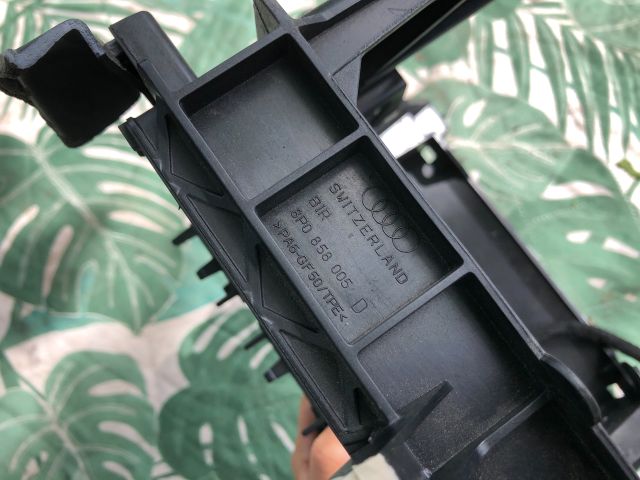 SWITZERLAND
BIR
8P0 858 005 D
>PA6-GF50/TPE<